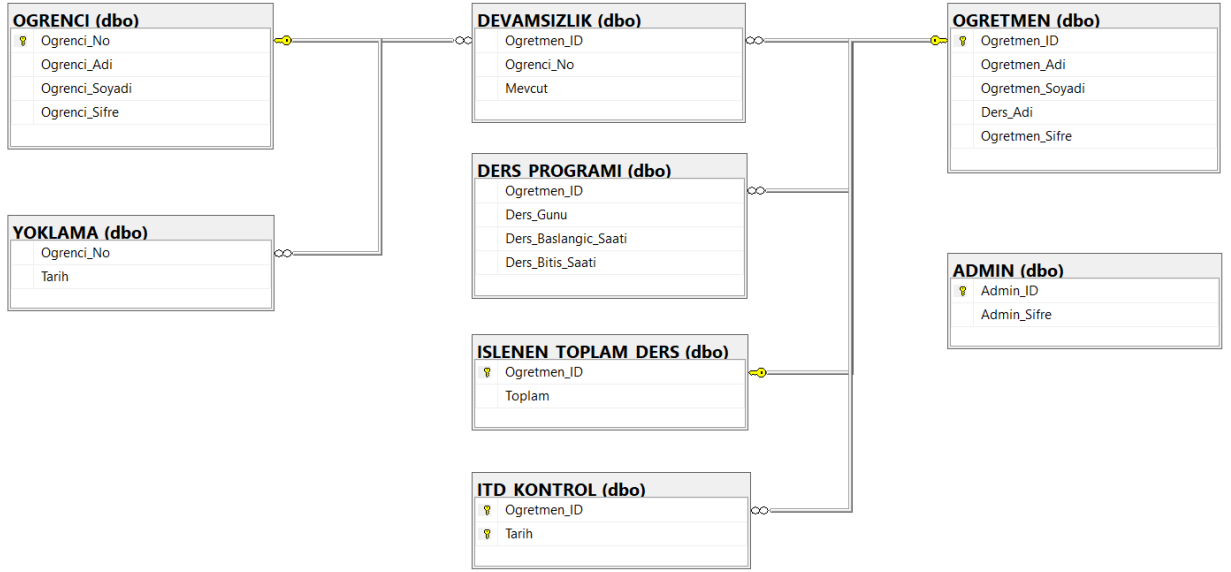 OGRENCI (dbo)
Ogrenci_No
Ogrenci_Adi
Ogrenci_Soyadi
Ogrenci_Sifre
YOKLAMA (dbo)
Ogrenci_No
Tarih
DEVAMSIZLIK (dbo)
Ogretmen_ID
Ogrenci_No
Mevcut
DERS_PROGRAMI (dbo)
Ogretmen_ID
Ders_Gunu
Ders_Baslangic_Saati
Ders_Bitis_Saati
ISLENEN_TOPLAM_DERS (dbo)
Ogretmen_ID
Toplam
ITD_KONTROL (dbo)
Ogretmen_ID
Tarih
OGRETMEN (dbo)
Ogretmen_ID
Ogretmen_Adi
Ogretmen_Soyadi
Ders_Adi
Ogretmen_Sifre
ADMIN (dbo)
Admin_ID
Admin_Sifre